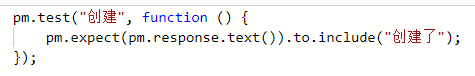 pm.test("创建", function () {
    pm.expect(pm.response.text()).to.include("创建了");
});